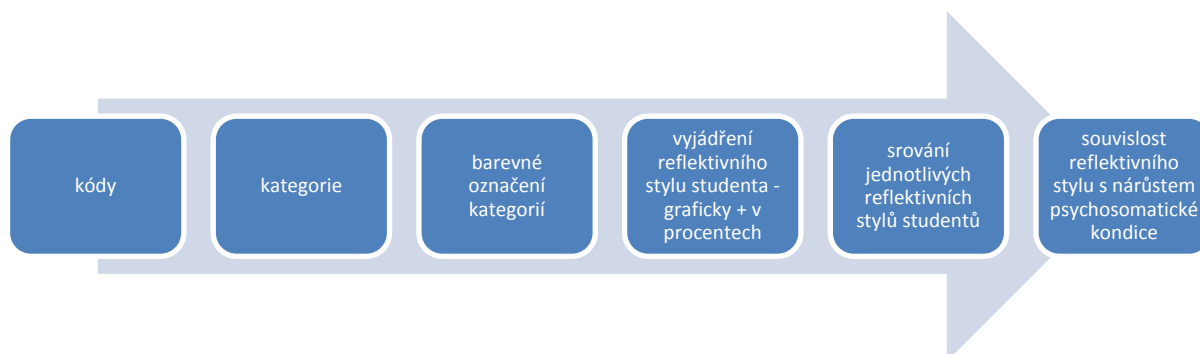 kódy
kategorie
barevné
označení
kategorií
vyjádření
reflektivního
stylu studenta -
graficky + v
procentech
srování
jednotlivých
reflektivních
stylů studentů
souvislost
reflektivního
stylu s nárůstem
psychosomatické
kondice